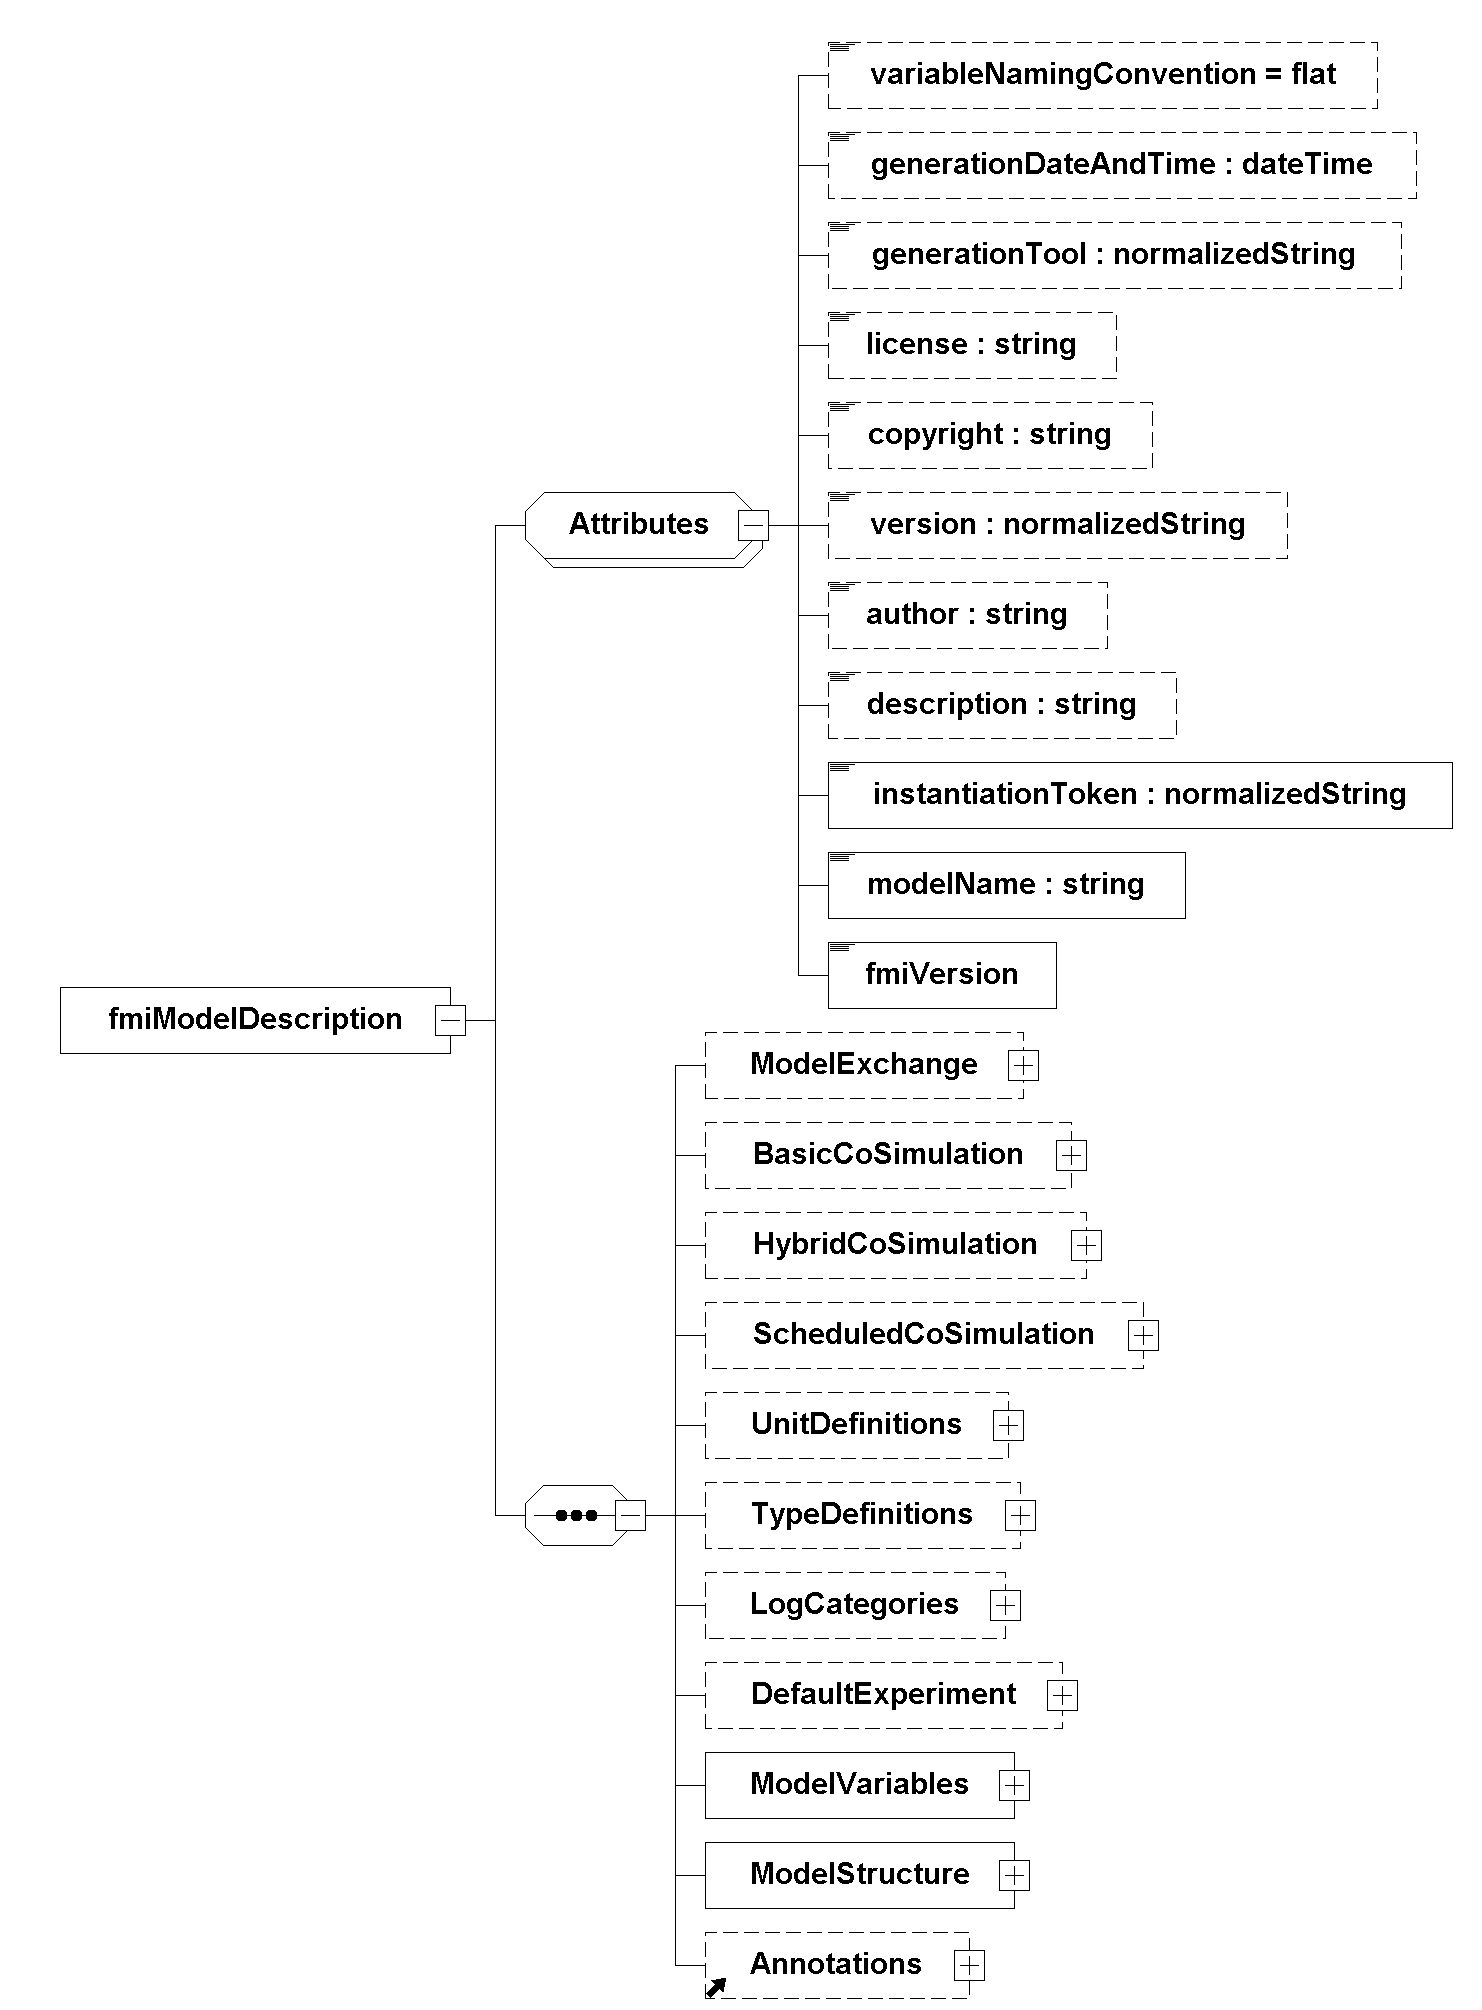 variableNamingConvention = flat
generationDateAndTime : dateTime
generationTool : normalizedString
license : string
copyright : string
Attributes
version : normalizedString
author : string
description : string
instantiationToken : normalizedString
modelName : string
fmiVersion
fmiModelDescription
ModelExchange
BasicCoSimulation
HybridCoSimulation
ScheduledCoSimulation
UnitDefinitions
TypeDefinitions
LogCategories
DefaultExperiment
ModelVariables
ModelStructure
Annotations